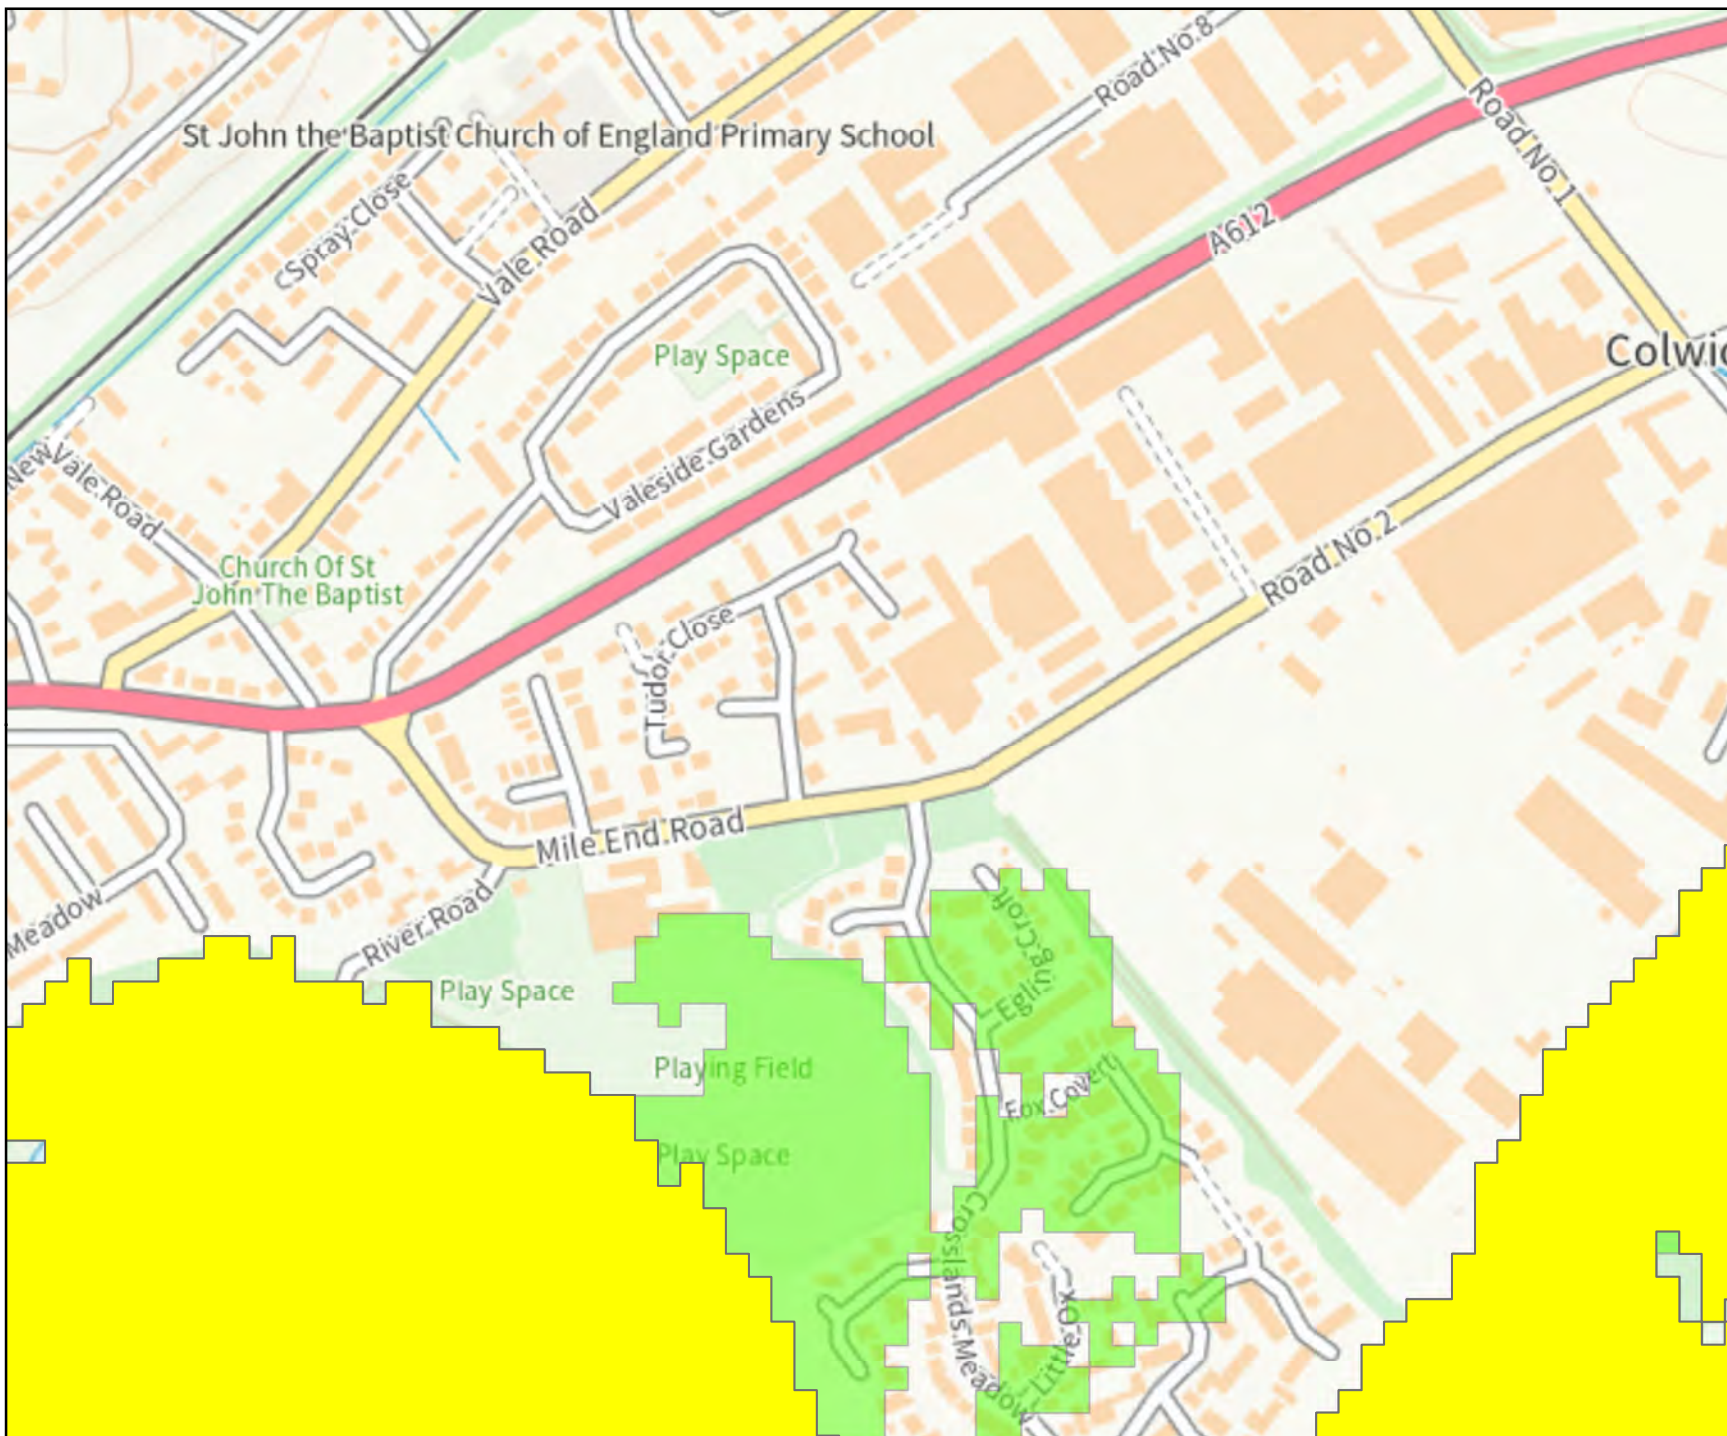 Road No 8
St John the Baptist Church of England Primary School
Road No 1
Spray Close
Vale Road
A612
Play Space
Colwic
Valeside Gardens
New
Vale Road
Road No 2
Church Of St
John The Baptist
Tudor Close
Mile End Road
Meadow
River Road
Egling Croft
Play Space
Playing Field
Fox Covert
Play Space
Crosslands Meadow
Little Ox